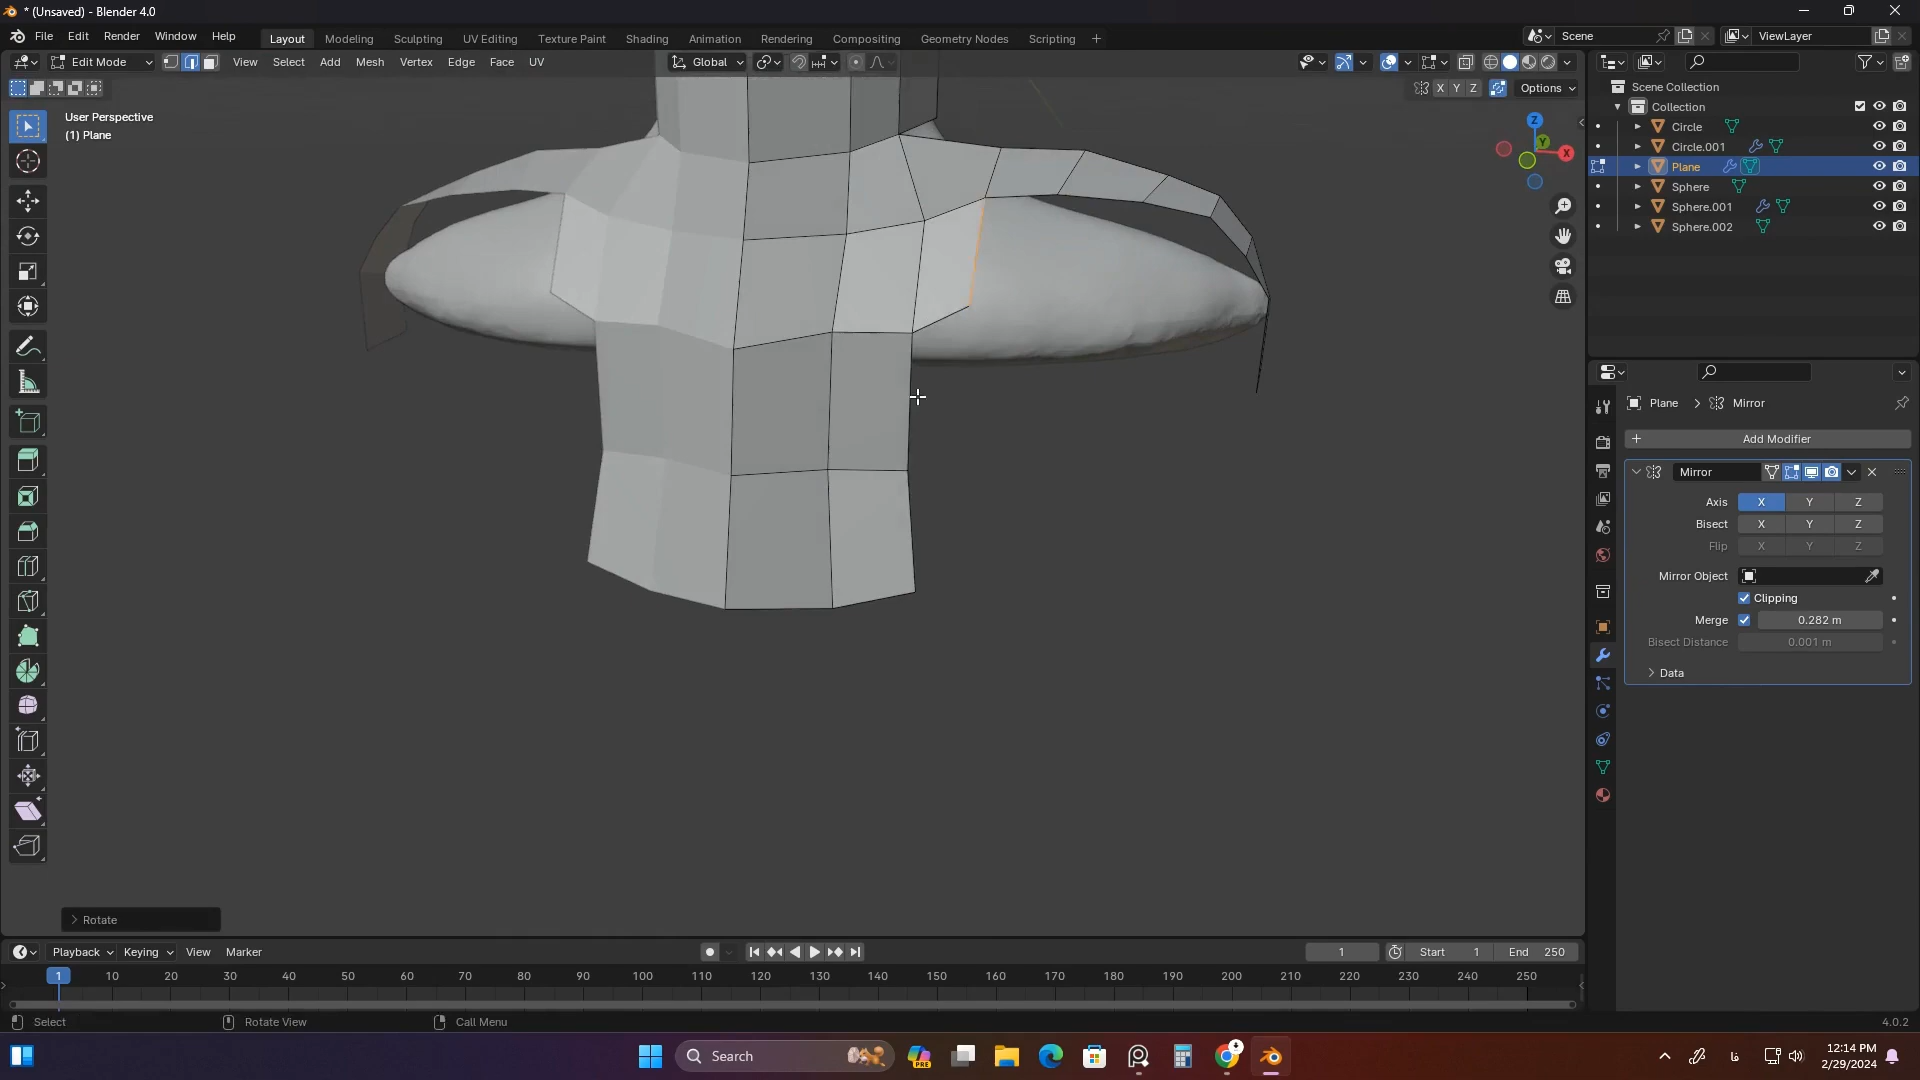 * (Unsaved) - Blender 4.0
File Edit Render Window Help
Layout Modeling Sculpting UV Editing Texture Paint Shading Animation Rendering Compositing Geometry Nodes Scripting +
Scene
ViewLayer
Edit Mode
View Select Add Mesh Vertex Edge Face UV
Global
X Y Z Options
User Perspective
(1) Plane
Z
X
Y
Scene Collection
Collection
Circle
Circle.001
Plane
Sphere
Sphere.001
Sphere.002
Plane > Mirror
+ Add Modifier
Mirror
Axis X Y Z
Bisect X Y Z
Flip X Y Z
Mirror Object
Clipping
Merge 0.282 m
Bisect Distance 0.001 m
Data
Rotate
Playback Keying View Marker
1 Start 1 End 250
1 10 20 30 40 50 60 70 80 90 100 110 120 130 140 150 160 170 180 190 200 210 220 230 240 250
Select Rotate View Call Menu
4.0.2
Search
PRE
فا
12:14 PM
2/29/2024